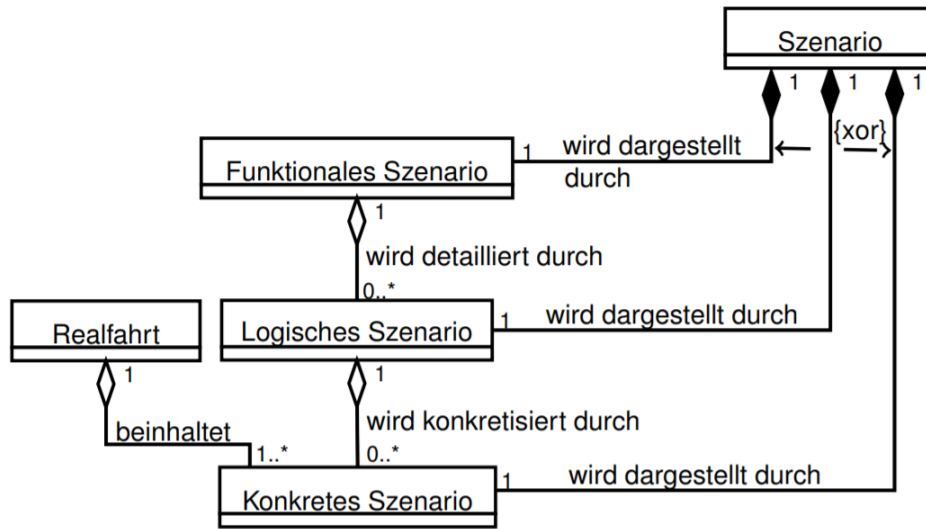 Szenario
1
1
1
{xor}
wird dargestellt
durch
1
Funktionales Szenario
1
wird detailliert durch
0..*
Realfahrt
1
Logisches Szenario
1
wird dargestellt durch
1
beinhaltet
wird konkretisiert durch
1..*
0..*
Konkretes Szenario
1
wird dargestellt durch